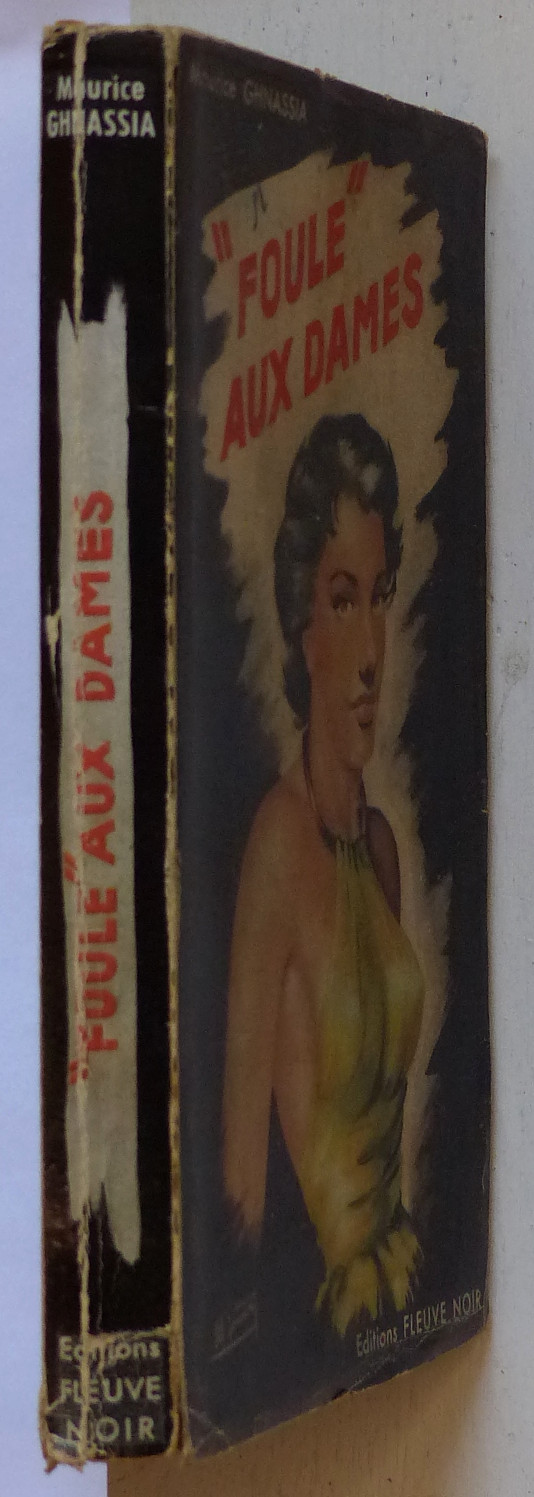 Maurice
GHNASSIA
"FOULE" AUX DAMES
Editions
FLEUVE
NOIR
Maurice GHNASSIA
"FOULE"
AUX DAMES
Editions FLEUVE NOIR